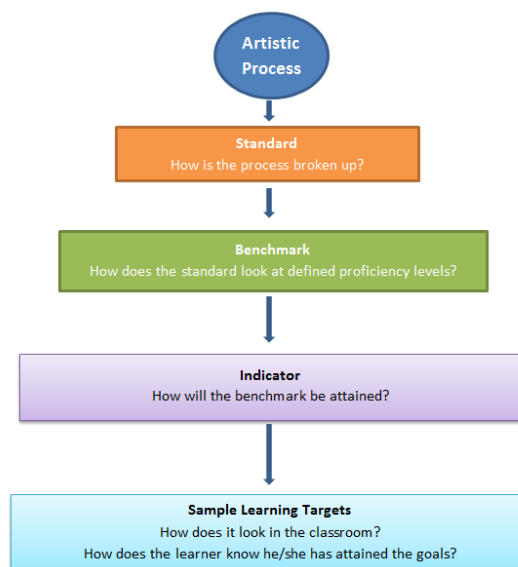 Artistic
Process
Standard
How is the process broken up?
Benchmark
How does the standard look at defined proficiency levels?
Indicator
How will the benchmark be attained?
Sample Learning Targets
How does it look in the classroom?
How does the learner know he/she has attained the goals?